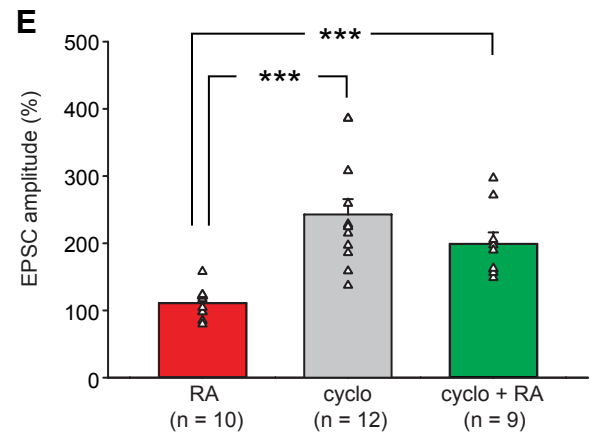 E
EPSC amplitude (%)
500
400
300
200
100
0
***
***
RA
(n = 10)
cyclo
(n = 12)
cyclo + RA
(n = 9)